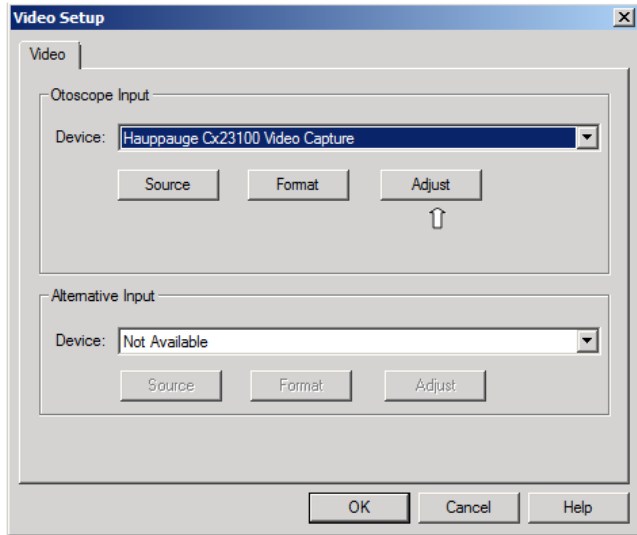 Video Setup
Video
Otoscope Input
Device: Hauppauge Cx23100 Video Capture
Source Format Adjust
Alternative Input
Device: Not Available
Source Format Adjust
OK Cancel Help